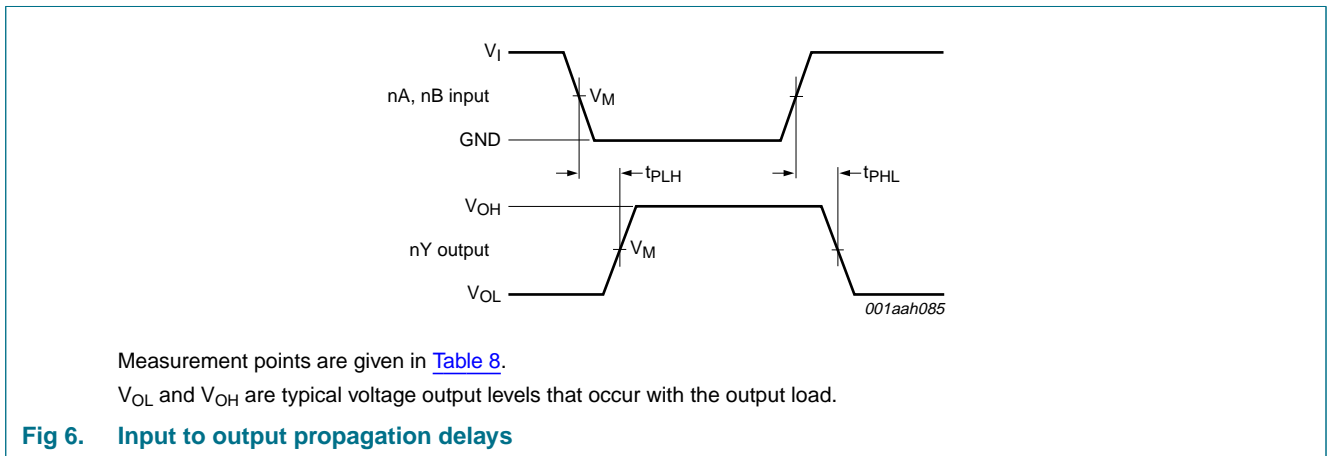 VI
nA, nB input
VM
GND
tPLH
tPHL
VOH
nY output
VM
VOL
001aah085
Measurement points are given in Table 8.
VOL and VOH are typical voltage output levels that occur with the output load.
Fig 6. Input to output propagation delays